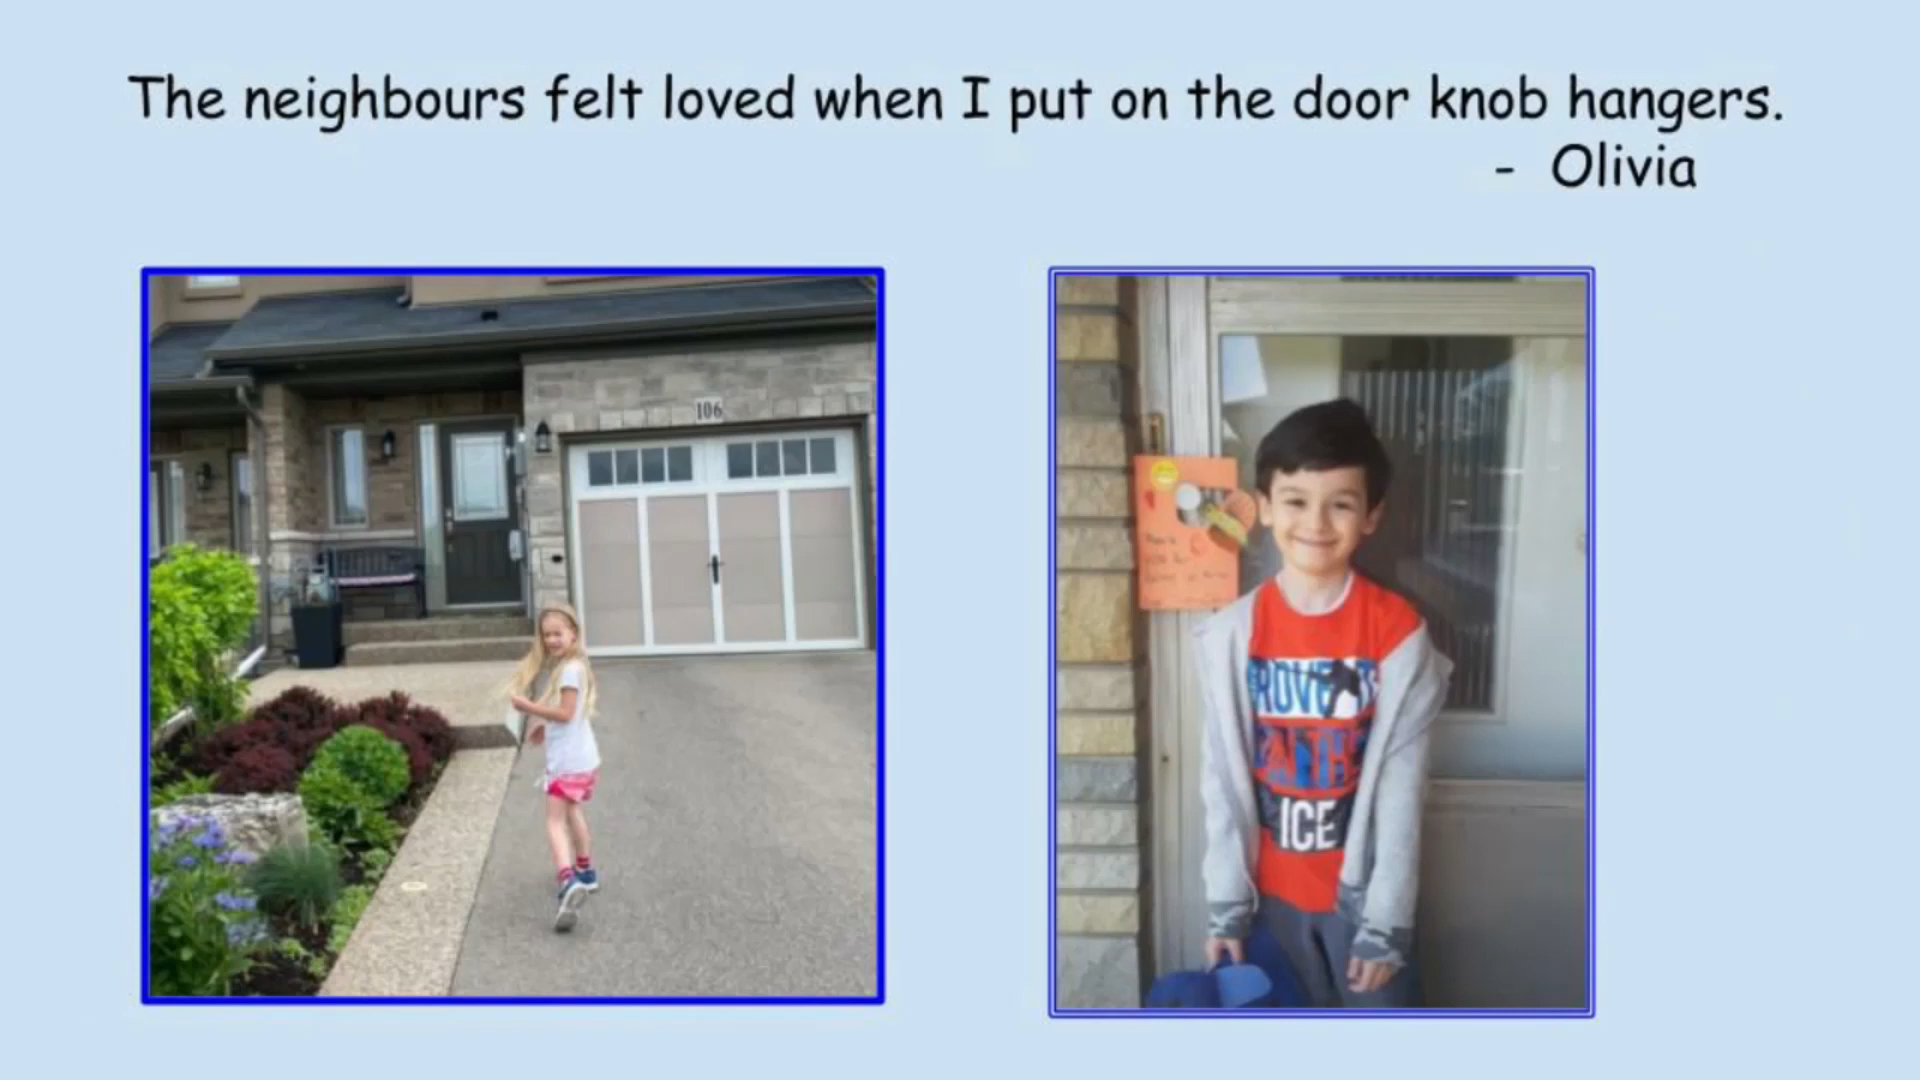 The neighbours felt loved when I put on the door knob hangers.
- Olivia
106
ICE